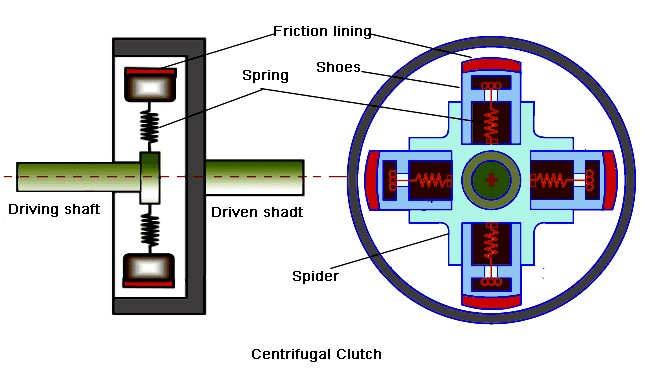 Friction lining
Spring
Shoes
Driving shaft
Driven shadt
Spider
Centrifugal Clutch